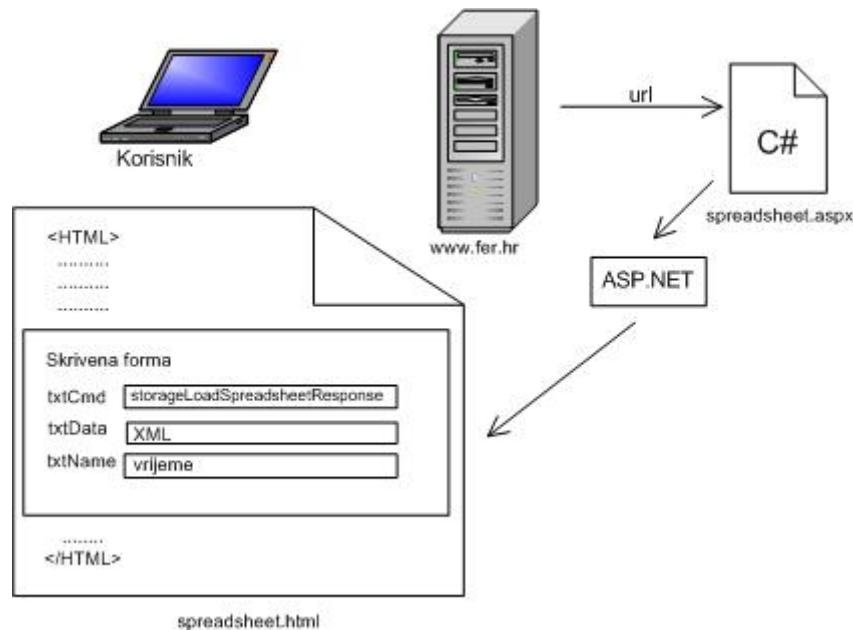 Korisnik
www.fer.hr
url
C#
spreadsheet.aspx
ASP.NET
<HTML>
..........
..........
..........
Skrivena forma
txtCmd storageLoadSpreadsheetResponse
txtData XML
txtName vrijeme
........
</HTML>
spreadsheet.html